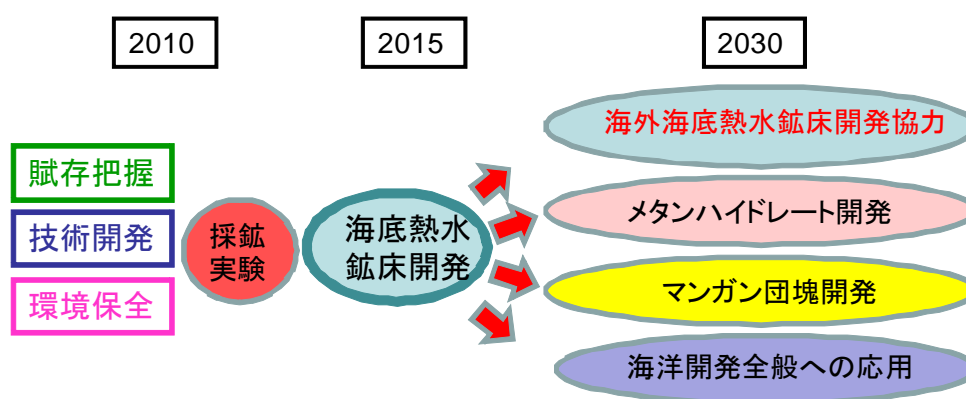 2010
2015
2030
賦存把握
技術開発
環境保全
採鉱
実験
海底熱水
鉱床開発
海外海底熱水鉱床開発協力
メタンハイドレート開発
マンガン団塊開発
海洋開発全般への応用